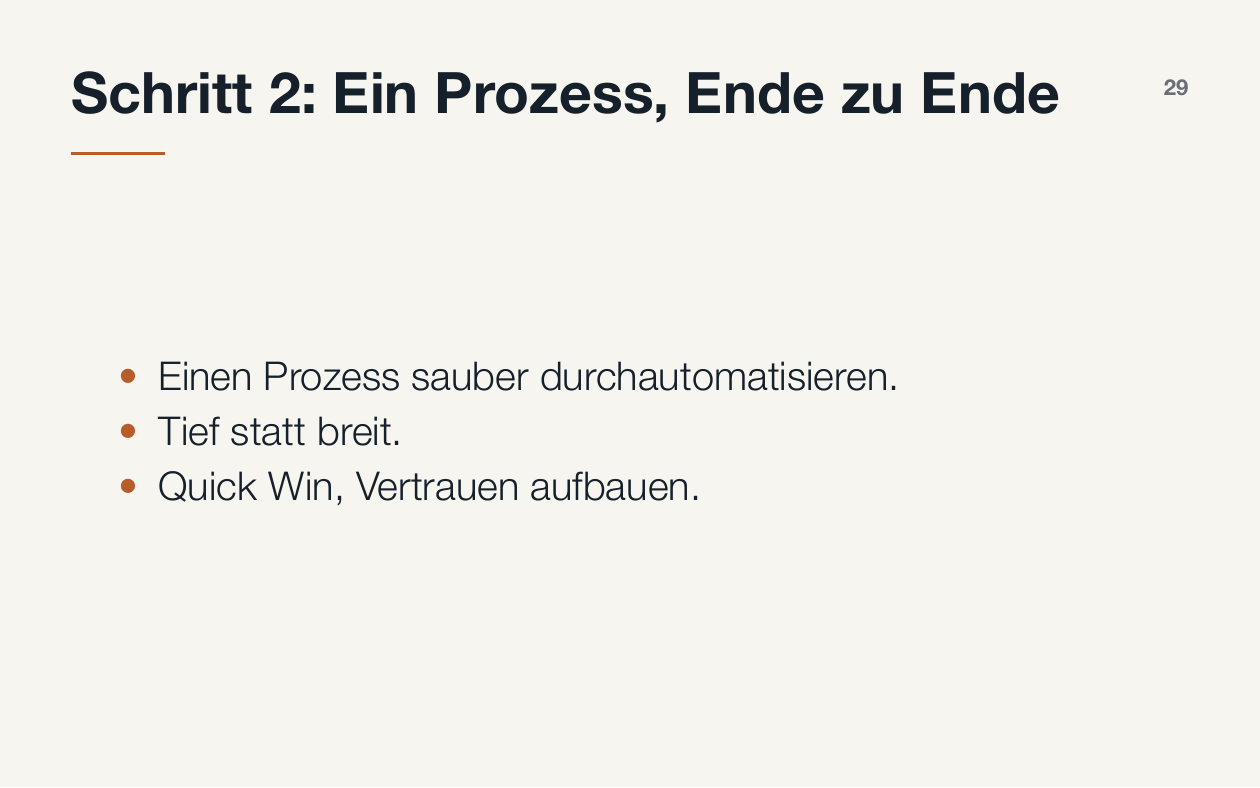 Schritt 2: Ein Prozess, Ende zu Ende
29
Einen Prozess sauber durchautomatisieren.
Tief statt breit.
Quick Win, Vertrauen aufbauen.